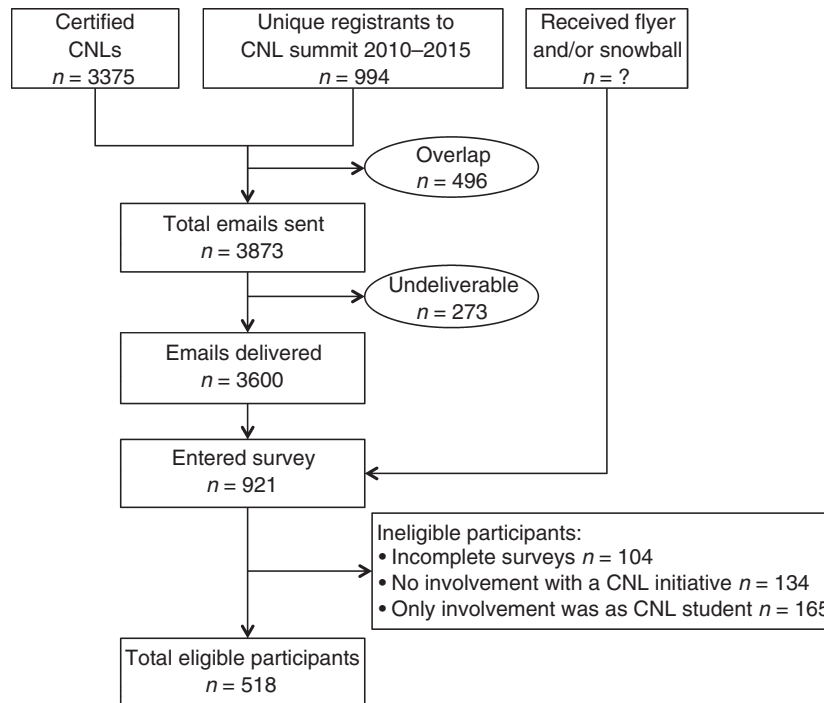 Certified
CNLs
n = 3375
Unique registrants to
CNL summit 2010–2015
n = 994
Received flyer
and/or snowball
n = ?
Overlap
n = 496
Total emails sent
n = 3873
Undeliverable
n = 273
Emails delivered
n = 3600
Entered survey
n = 921
Ineligible participants:
• Incomplete surveys n = 104
• No involvement with a CNL initiative n = 134
• Only involvement was as CNL student n = 165
Total eligible participants
n = 518